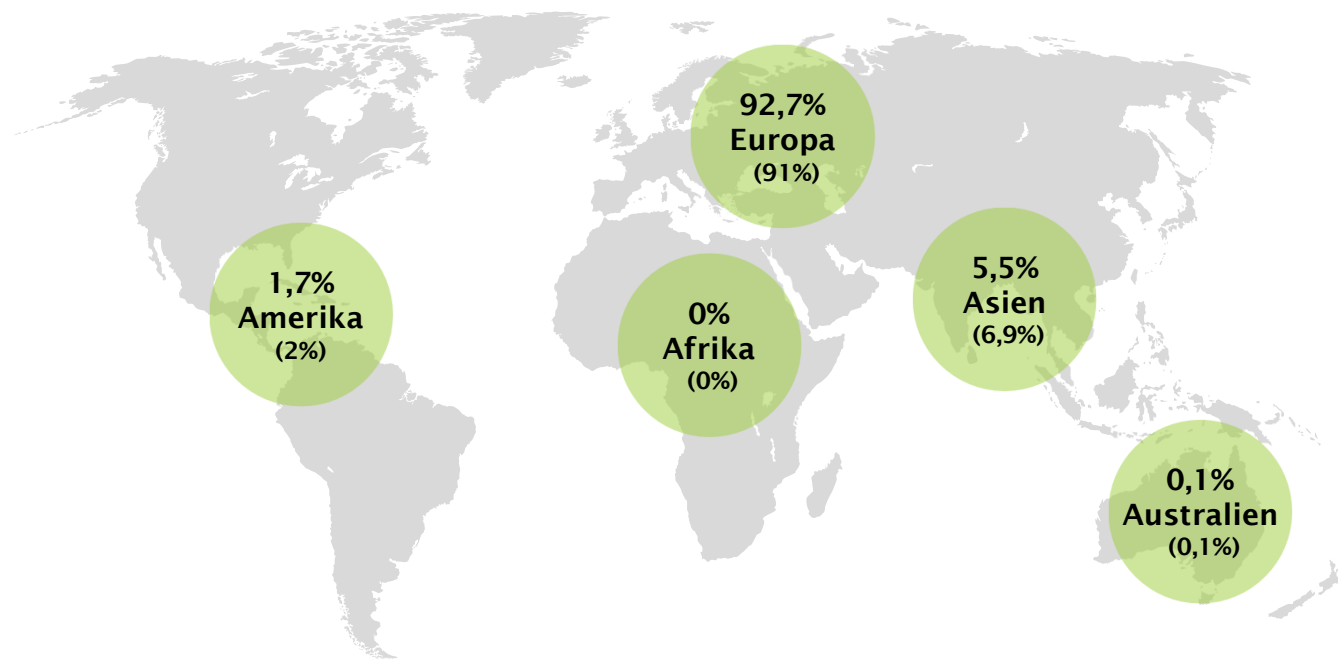 92,7%
Europa
(91%)
5,5%
Asien
(6,9%)
1,7%
Amerika
(2%)
0%
Afrika
(0%)
0,1%
Australien
(0,1%)